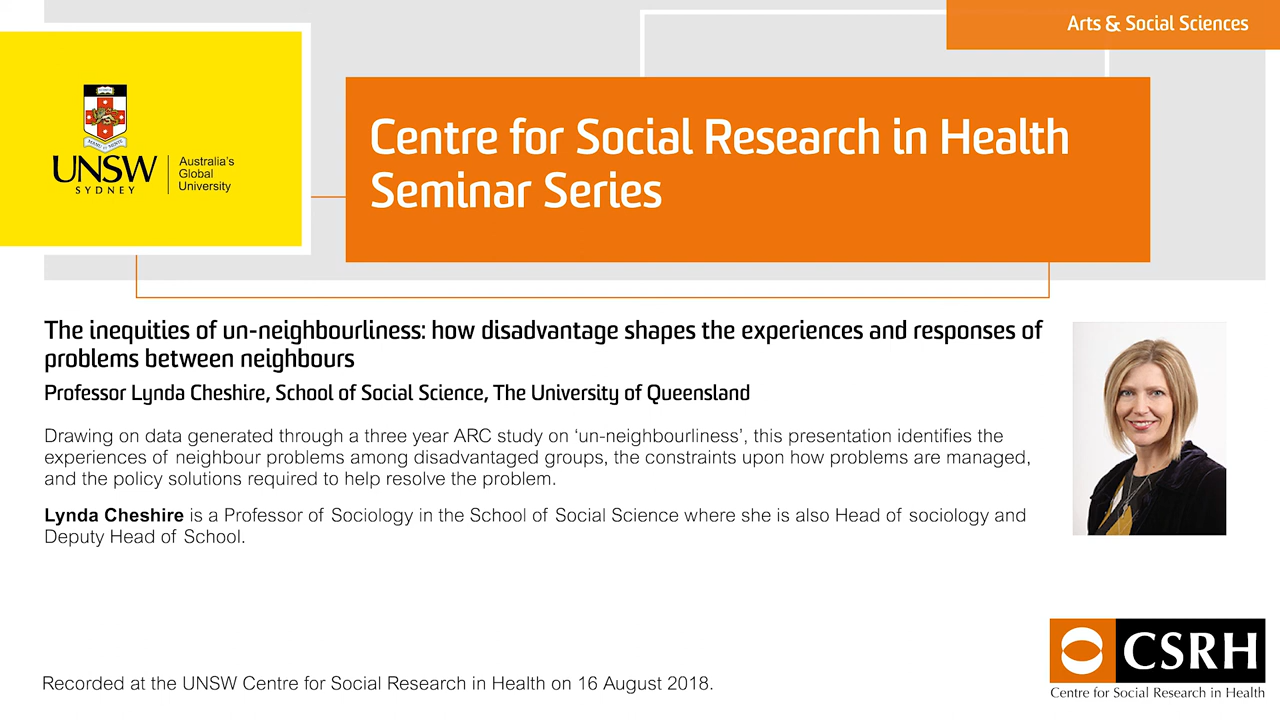 Arts & Social Sciences
UNSW
SYDNEY
Australia's
Global
University
Centre for Social Research in Health
Seminar Series
The inequities of un-neighbourliness: how disadvantage shapes the experiences and responses of
problems between neighbours
Professor Lynda Cheshire, School of Social Science, The University of Queensland
Drawing on data generated through a three year ARC study on ‘un-neighbourliness’, this presentation identifies the
experiences of neighbour problems among disadvantaged groups, the constraints upon how problems are managed,
and the policy solutions required to help resolve the problem.
Lynda Cheshire is a Professor of Sociology in the School of Social Science where she is also Head of sociology and
Deputy Head of School.
CSRH
Centre for Social Research in Health
Recorded at the UNSW Centre for Social Research in Health on 16 August 2018.